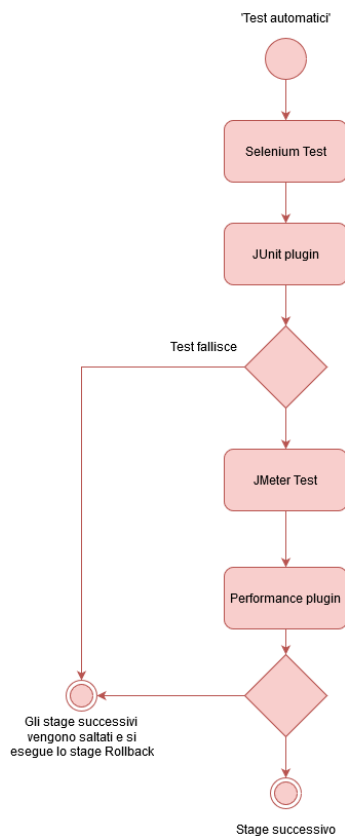 'Test automatici'
Selenium Test
JUnit plugin
Test fallisce
JMeter Test
Performance plugin
Gli stage successivi
vengono saltati e si
esegue lo stage Rollback
Stage successivo